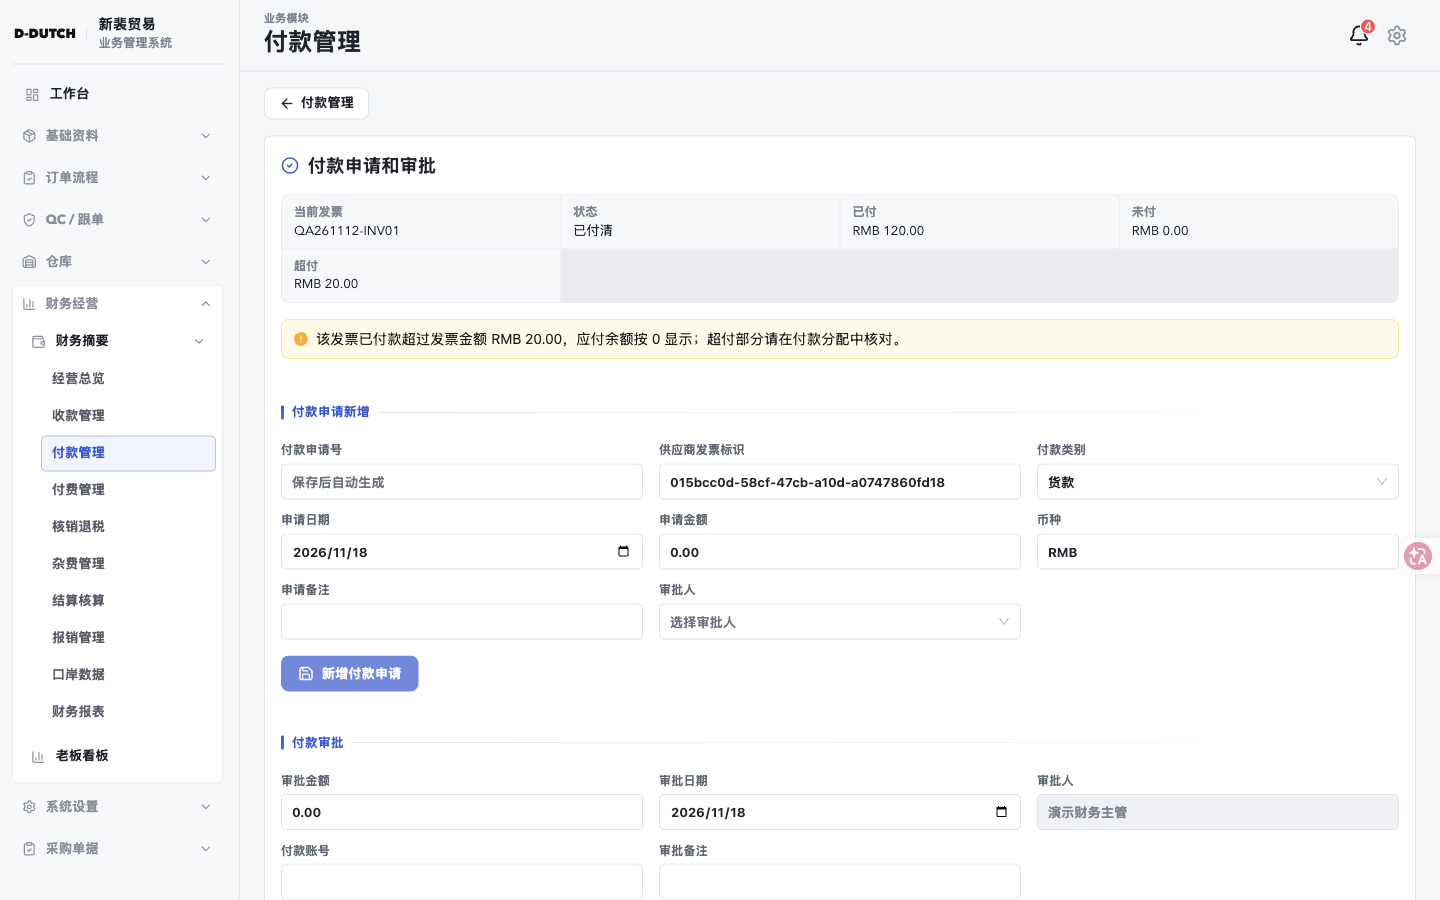 D-DUTCH
新裴贸易
业务管理系统
工作台
基础资料
订单流程
QC / 跟单
仓库
财务经营
财务摘要
经营总览
收款管理
付款管理
付费管理
核销退税
杂费管理
结算核算
报销管理
口岸数据
财务报表
老板看板
系统设置
采购单据
业务模块
付款管理
4
付款管理
付款申请和审批
当前发票
QA261112-INV01
状态
已付清
已付
RMB 120.00
未付
RMB 0.00
超付
RMB 20.00
该发票已付款超过发票金额 RMB 20.00，应付余额按 0 显示；超付部分请在付款分配中核对。
付款申请新增
付款申请号
保存后自动生成
供应商发票标识
015bcc0d-58cf-47cb-a10d-a0747860fd18
付款类别
货款
申请日期
2026/11/18
申请金额
0.00
币种
RMB
申请备注
审批人
选择审批人
新增付款申请
付款审批
审批金额
0.00
审批日期
2026/11/18
审批人
演示财务主管
付款账号
审批备注